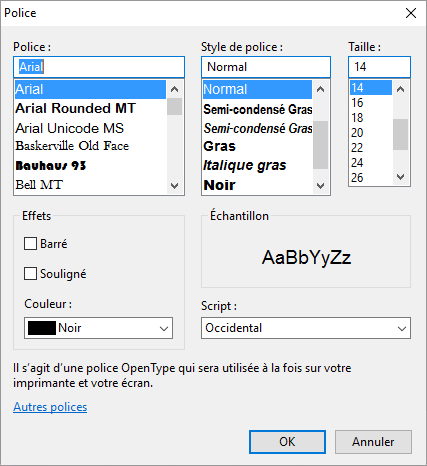 Police
Police :
Style de police :
Taille :
Arial
Normal
14
Arial
Arial Rounded MT
Arial Unicode MS
Baskerville Old Face
Bauhaus 93
Bell MT
Normal
Semi-condensé Gras
Semi-condensé Gras
Gras
Italique gras
Noir
14
16
18
20
22
24
26
Effets
Barré
Souligné
Couleur :
Noir
Échantillon
AaBbYyZz
Script :
Occidental
Il s’agit d’une police OpenType qui sera utilisée à la fois sur votre
imprimante et votre écran.
Autres polices
OK
Annuler